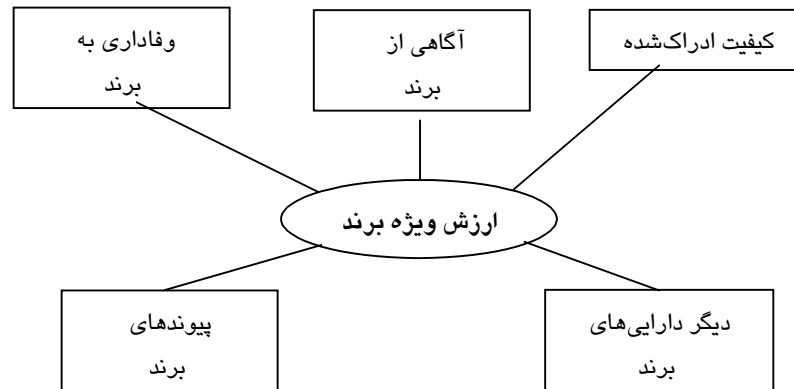 کیفیت ادراک‌شده
آگاهی از
برند
وفاداری به
برند
ارزش ویژه برند
دیگر دارایی‌های
برند
پیوندهای
برند